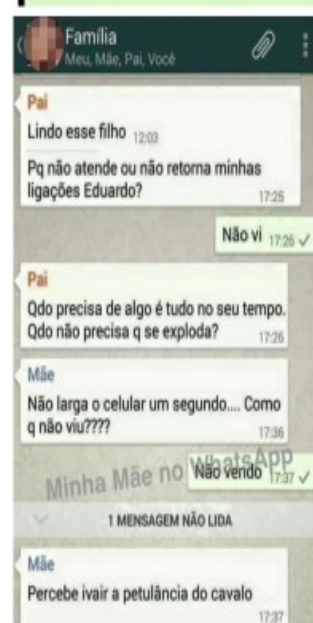 Família
Meu, Mãe, Pai, Você
Pai
Lindo esse filho 12:03
Pq não atende ou não retorna minhas
ligações Eduardo?
17:25
Não vi 17:26
Pai
Qdo precisa de algo é tudo no seu tempo.
Qdo não precisa q se exploda?
17:26
Mãe
Não larga o celular um segundo.... Como
q não viu????
17:36
Minha Mãe no WhatsApp
Não vendo 17:37
1 MENSAGEM NÃO LIDA
Mãe
Percebe ivair a petulância do cavalo
17:37